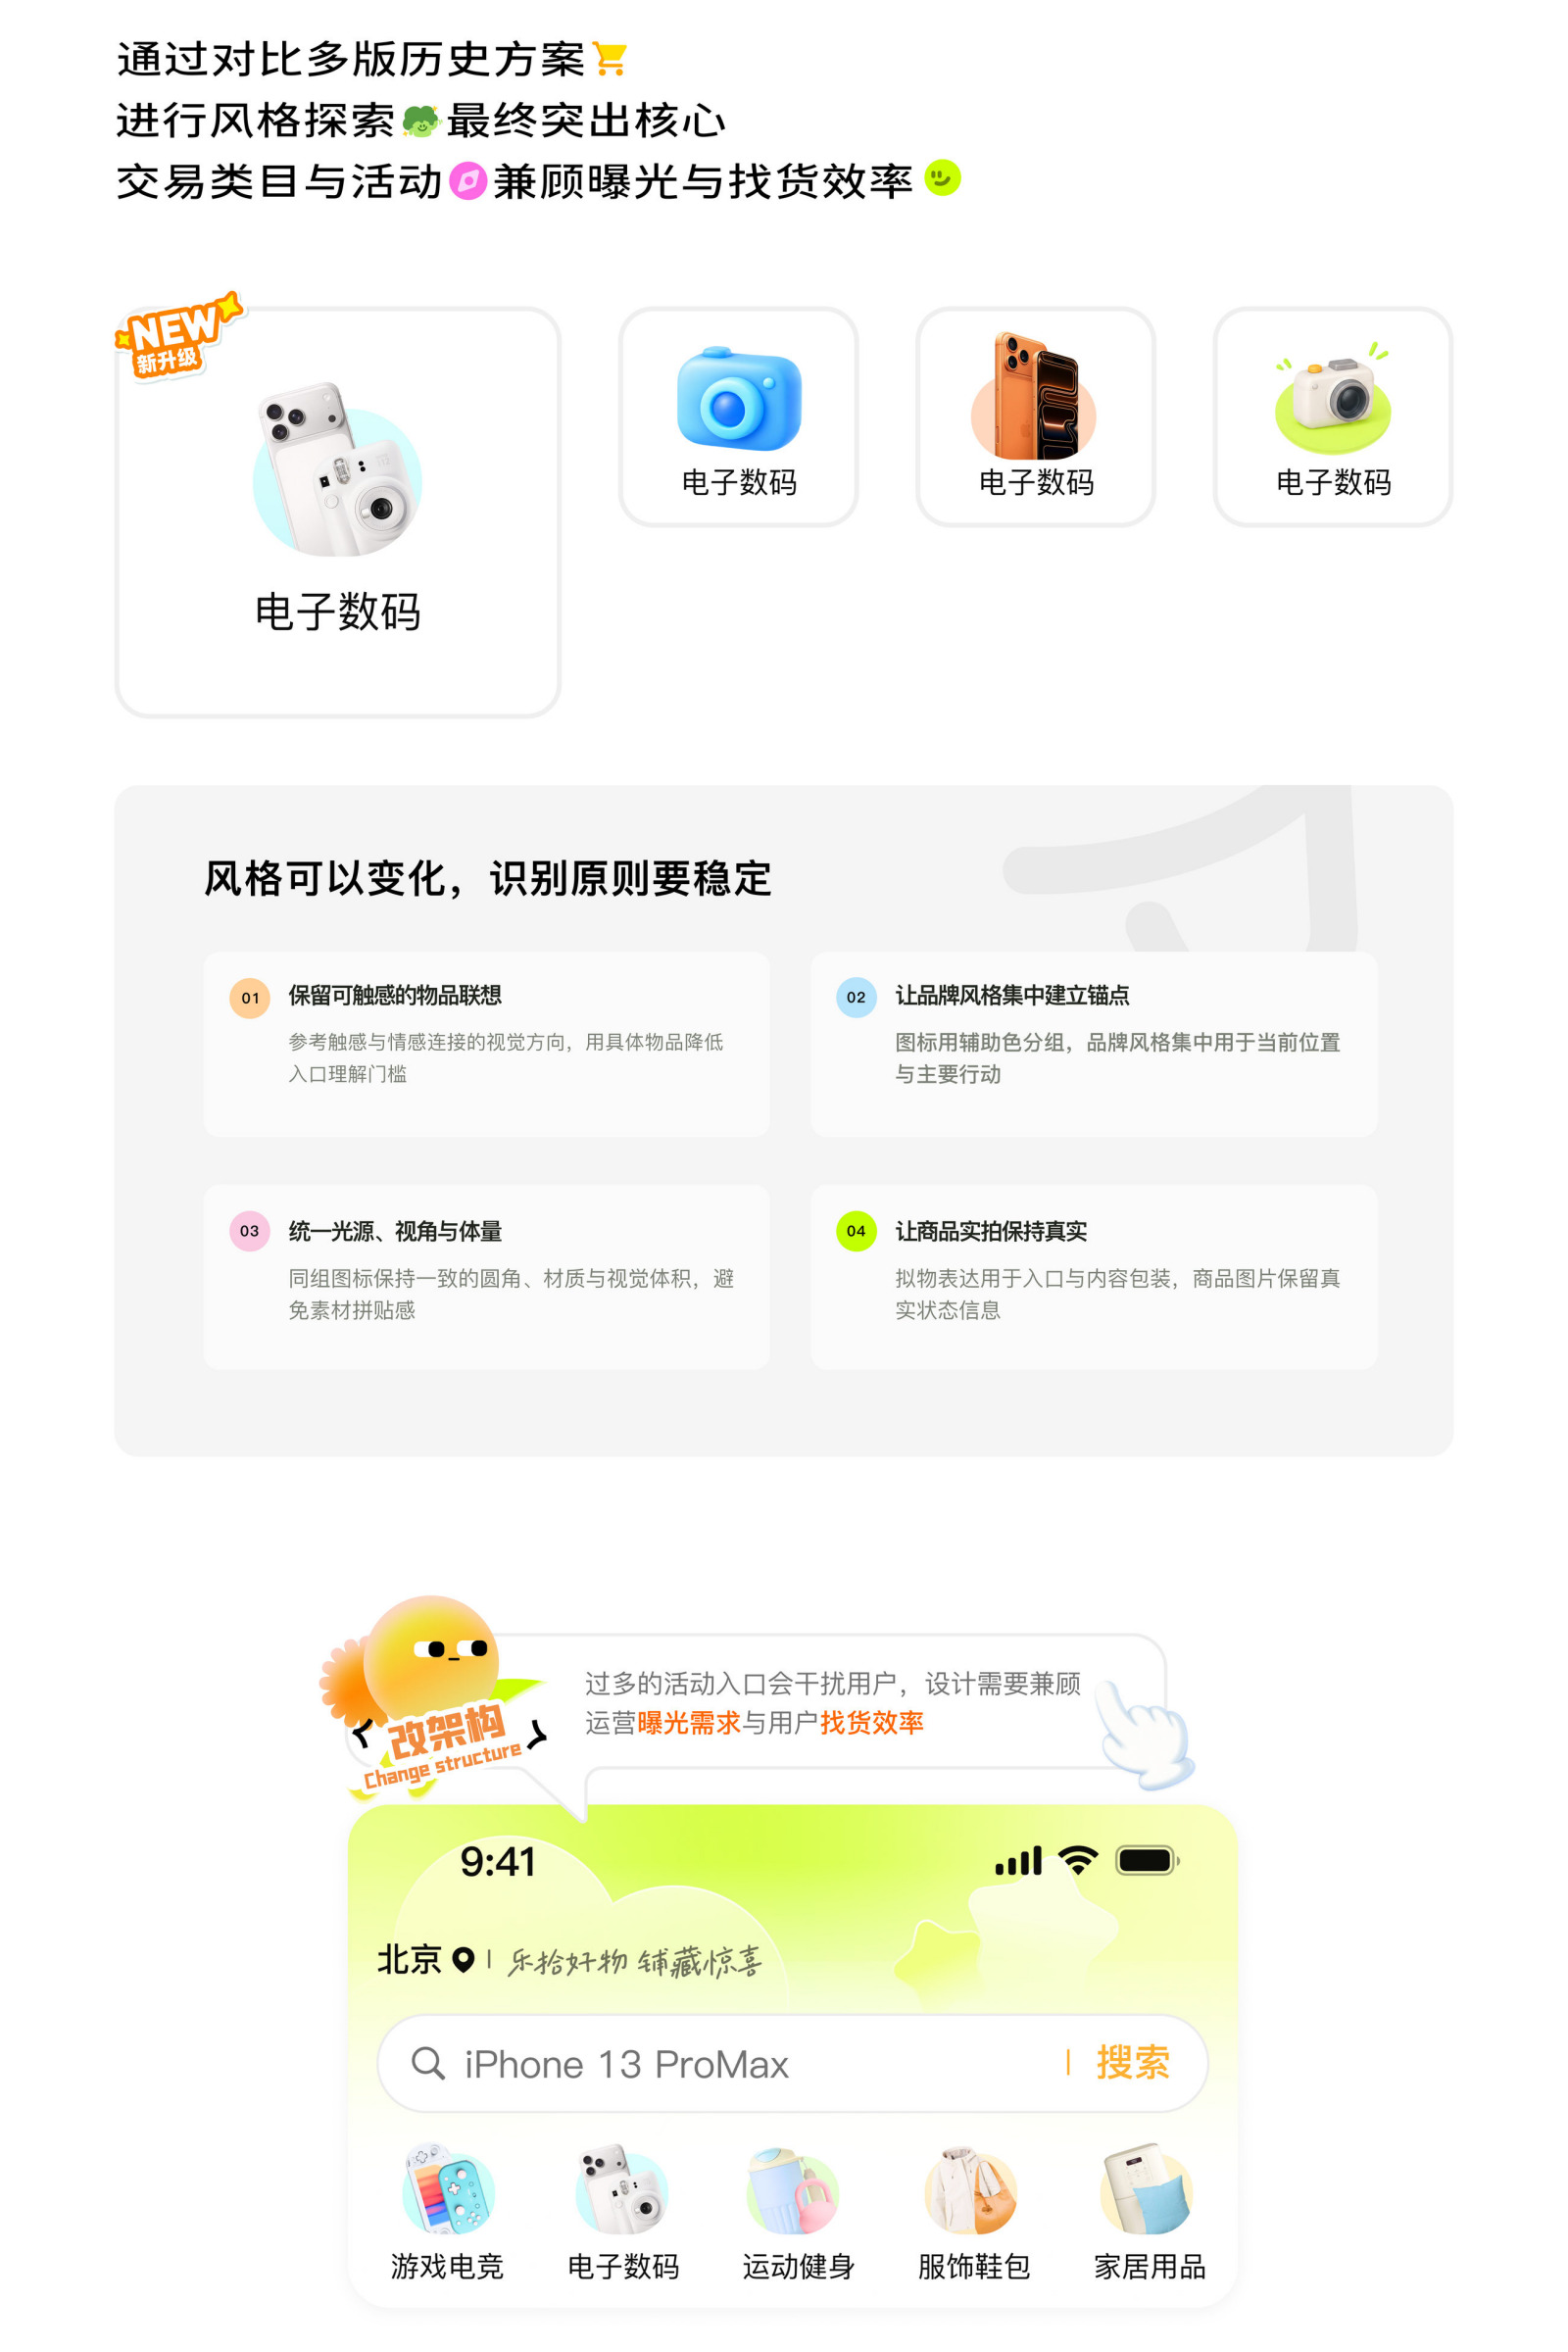 通过对比多版历史方案
进行风格探索最终突出核心
交易类目与活动兼顾曝光与找货效率
NEW
新升级
电子数码
电子数码
电子数码
电子数码
风格可以变化，识别原则要稳定
01 保留可触感的物品联想
参考触感与情感连接的视觉方向，用具体物品降低
入口理解门槛
02 让品牌风格集中建立锚点
图标用辅助色分组，品牌风格集中用于当前位置
与主要行动
03 统一光源、视角与体量
同组图标保持一致的圆角、材质与视觉体积，避
免素材拼贴感
04 让商品实拍保持真实
拟物表达用于入口与内容包装，商品图片保留真
实状态信息
改架构
Change structure
过多的活动入口会干扰用户，设计需要兼顾
运营曝光需求与用户找货效率
9:41
北京 | 乐拾好物 铺藏惊喜
iPhone 13 ProMax | 搜索
游戏电竞 电子数码 运动健身 服饰鞋包 家居用品